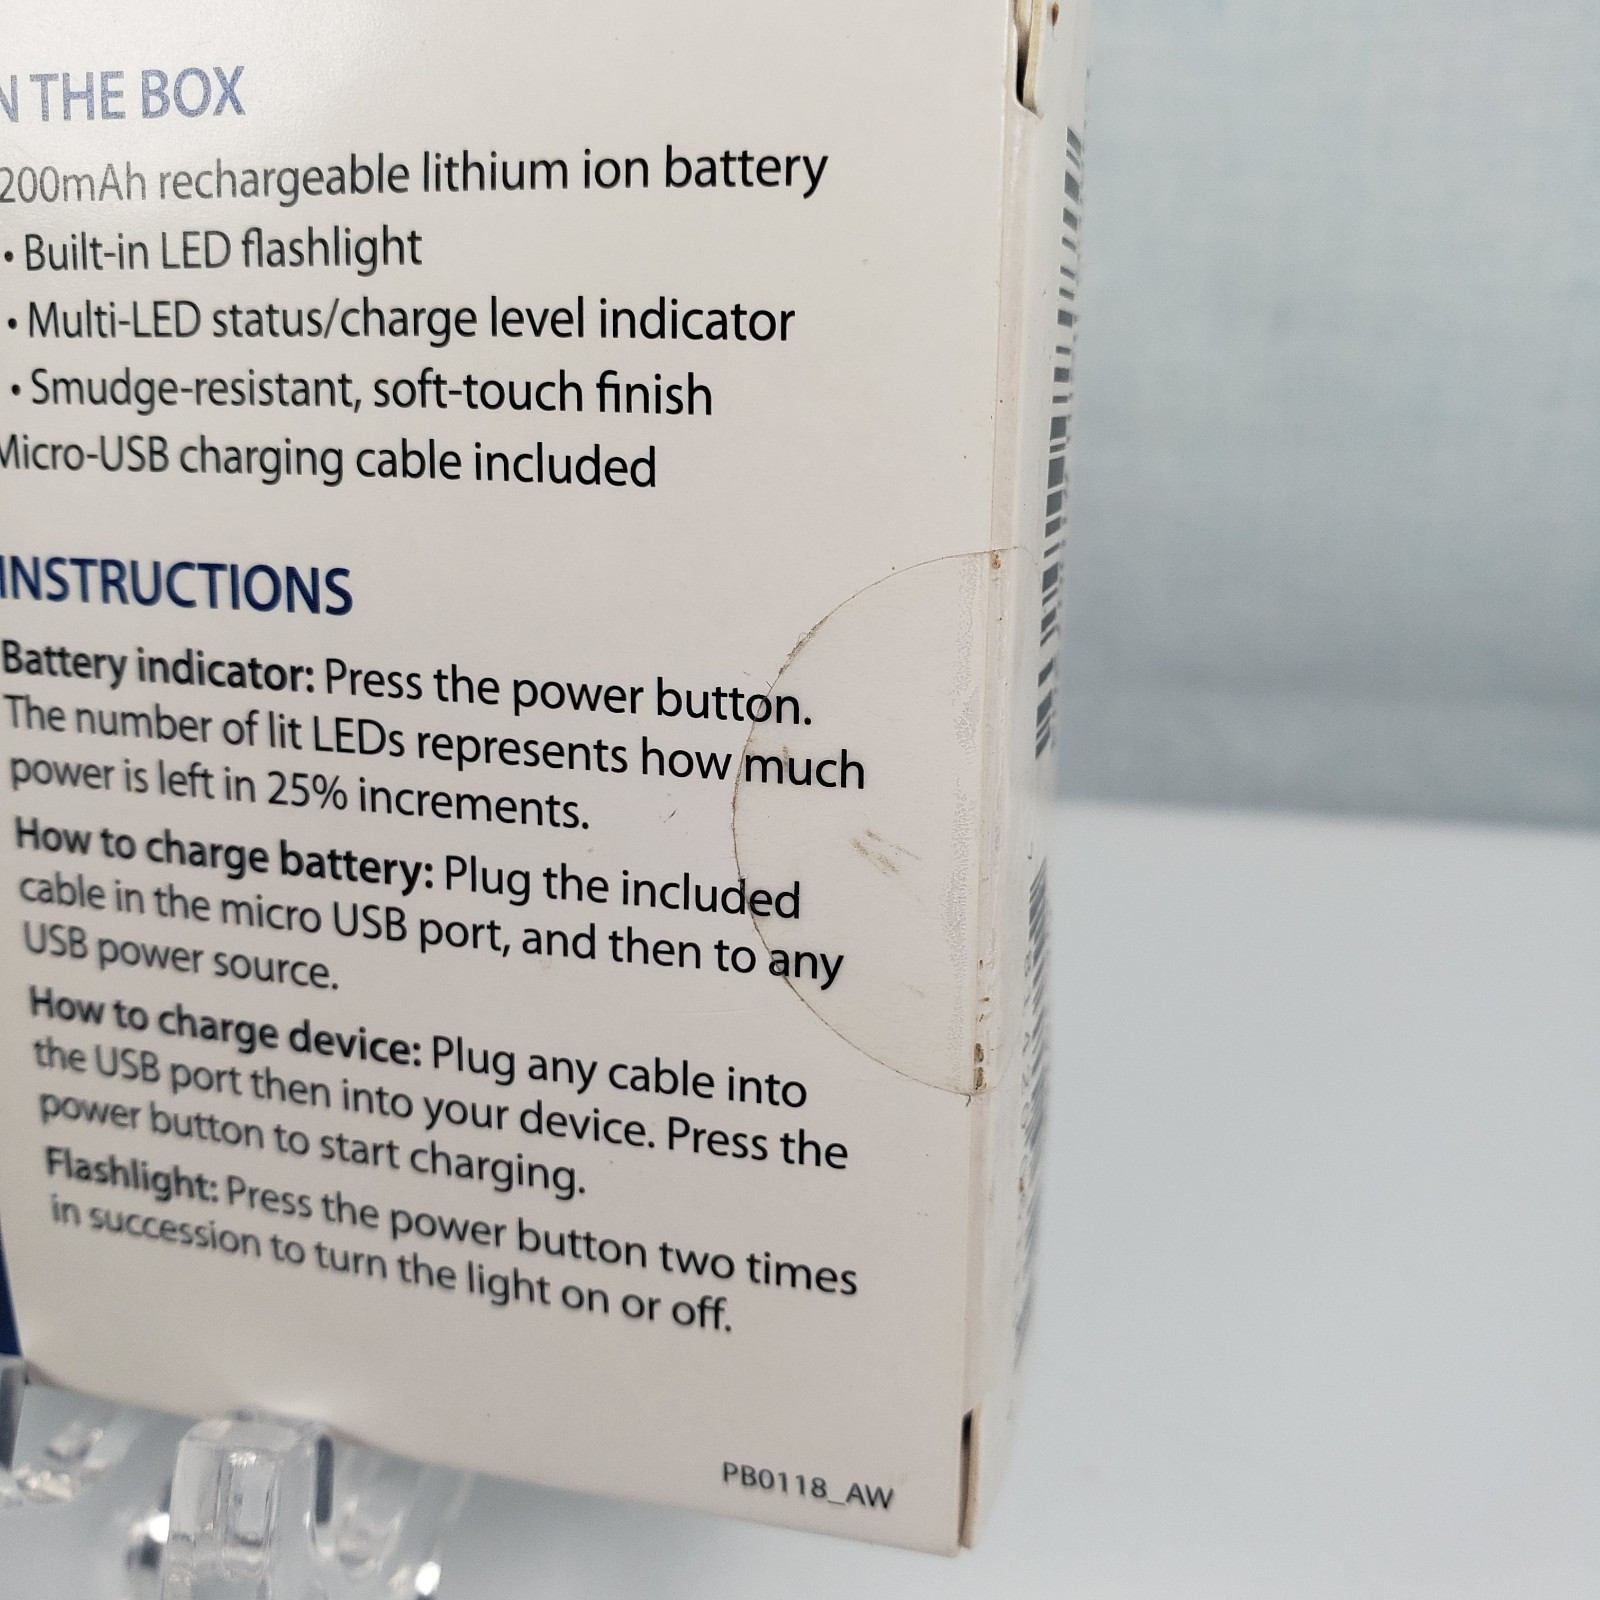 N THE BOX
200mAh rechargeable lithium ion battery
• Built-in LED flashlight
• Multi-LED status/charge level indicator
• Smudge-resistant, soft-touch finish
Micro-USB charging cable included
INSTRUCTIONS
Battery indicator: Press the power button.
The number of lit LEDs represents how much
power is left in 25% increments.
How to charge battery: Plug the included
cable in the micro USB port, and then to any
USB power source.
How to charge device: Plug any cable into
the USB port then into your device. Press the
power button to start charging.
Flashlight: Press the power button two times
in succession to turn the light on or off.
PB0118_AW